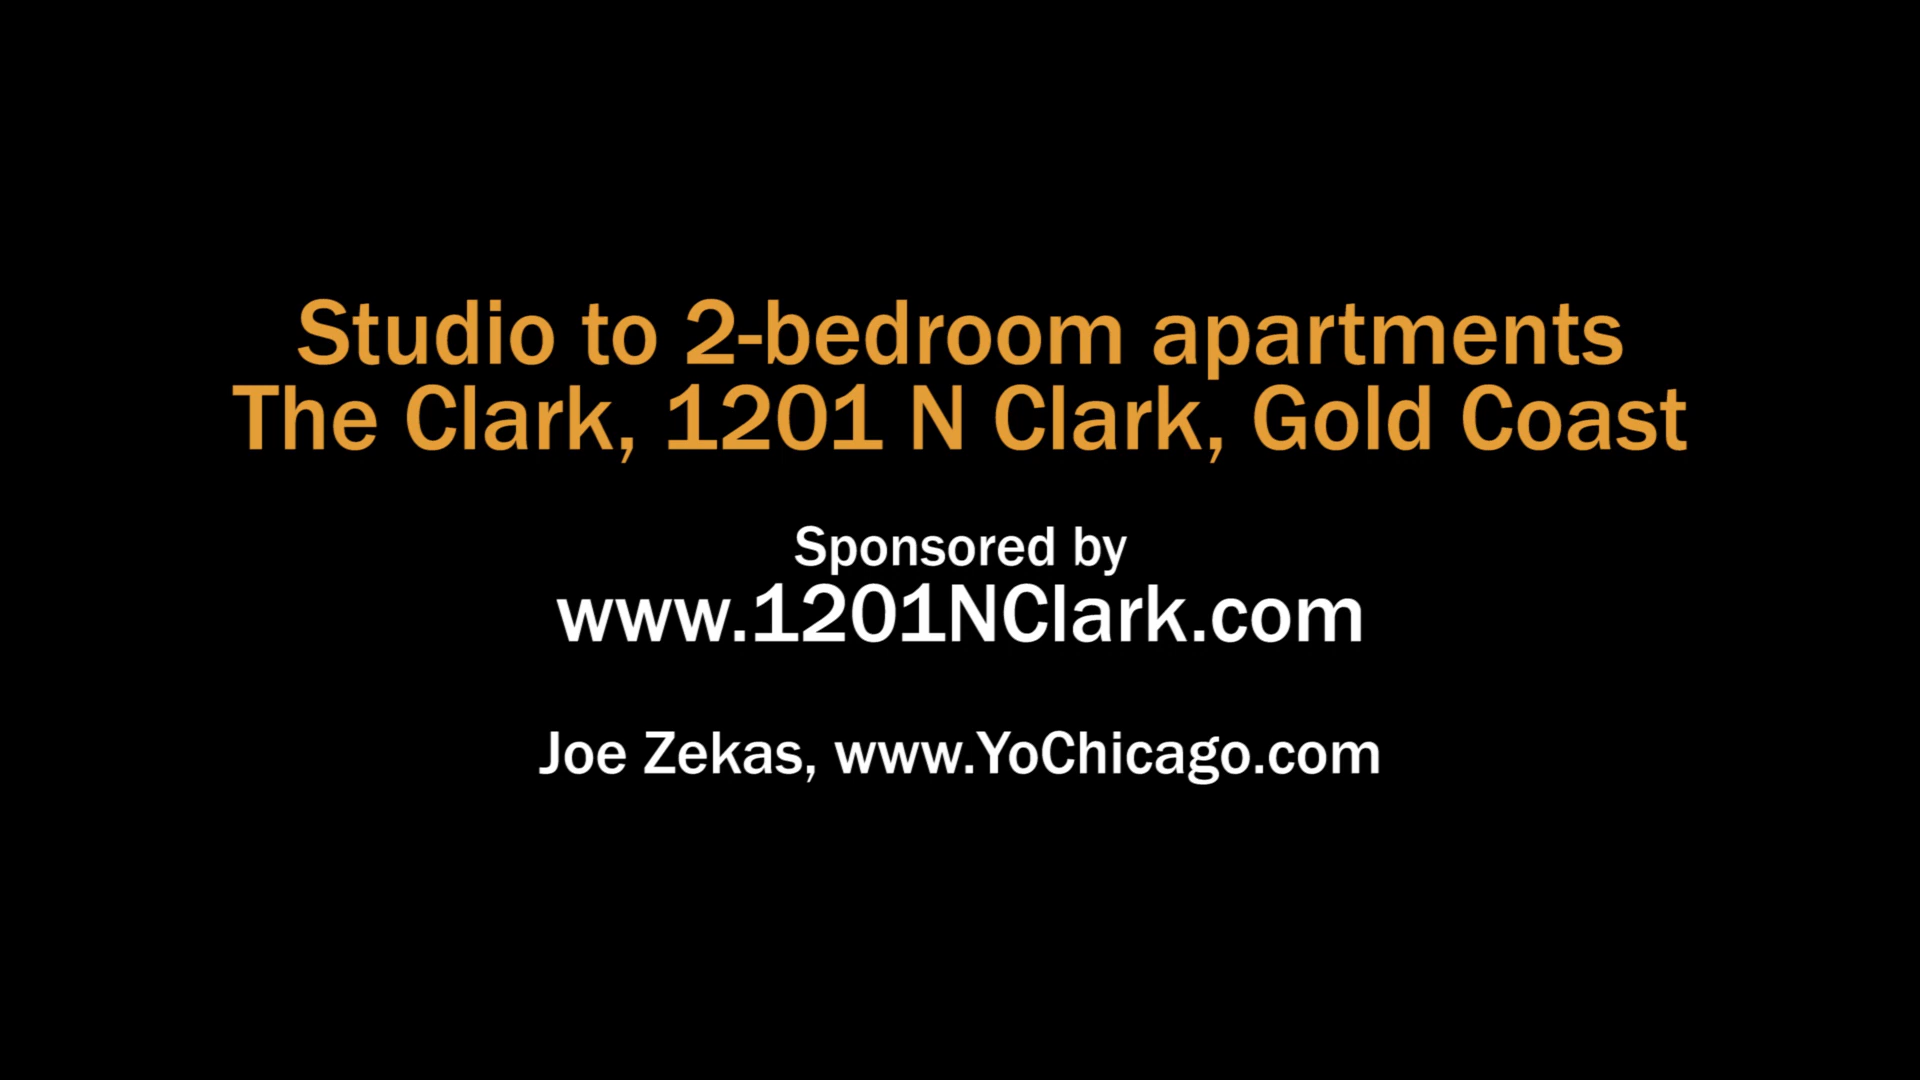 Studio to 2-bedroom apartments
The Clark, 1201 N Clark, Gold Coast
Sponsored by
www.1201NClark.com
Joe Zekas, www.YoChicago.com